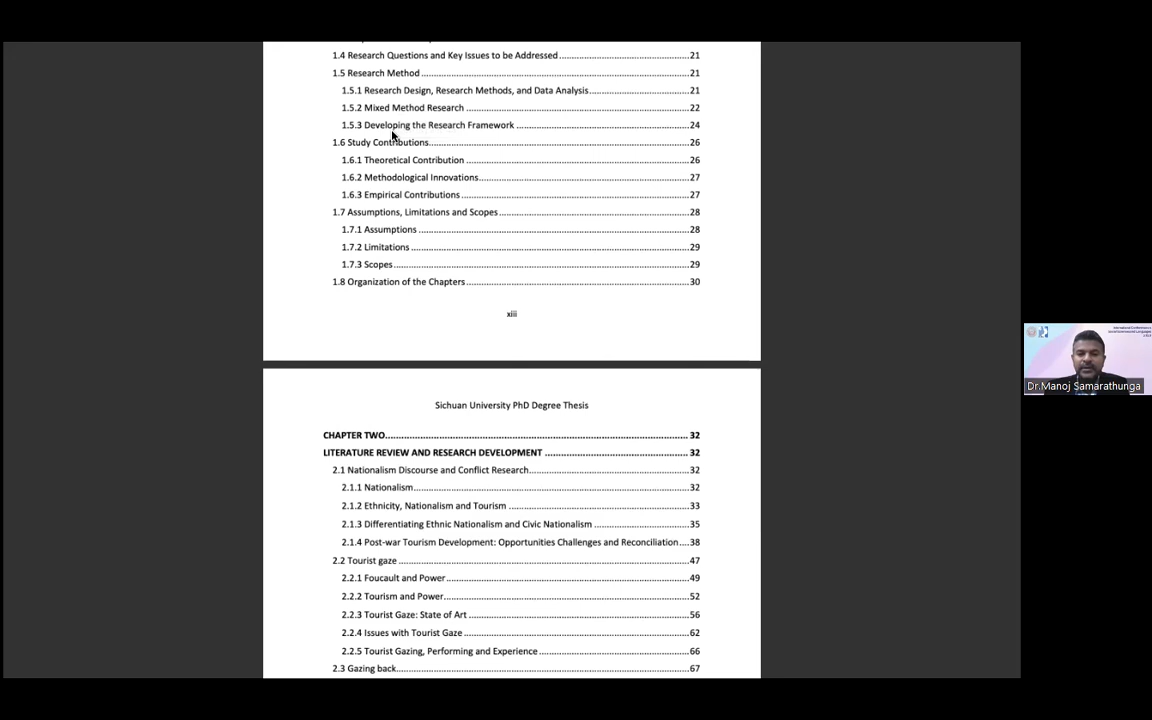 1.4 Research Questions and Key Issues to be Addressed..........21
1.5 Research Method..........21
1.5.1 Research Design, Research Methods, and Data Analysis..........21
1.5.2 Mixed Method Research..........22
1.5.3 Developing the Research Framework..........24
1.6 Study Contributions..........26
1.6.1 Theoretical Contribution..........26
1.6.2 Methodological Innovations..........27
1.6.3 Empirical Contributions..........27
1.7 Assumptions, Limitations and Scopes..........28
1.7.1 Assumptions..........28
1.7.2 Limitations..........29
1.7.3 Scopes..........29
1.8 Organization of the Chapters..........30
xiii
Sichuan University PhD Degree Thesis
CHAPTER TWO..........32
LITERATURE REVIEW AND RESEARCH DEVELOPMENT..........32
2.1 Nationalism Discourse and Conflict Research..........32
2.1.1 Nationalism..........32
2.1.2 Ethnicity, Nationalism and Tourism..........33
2.1.3 Differentiating Ethnic Nationalism and Civic Nationalism..........35
2.1.4 Post-war Tourism Development: Opportunities Challenges and Reconciliation....38
2.2 Tourist gaze..........47
2.2.1 Foucault and Power..........49
2.2.2 Tourism and Power..........52
2.2.3 Tourist Gaze: State of Art..........56
2.2.4 Issues with Tourist Gaze..........62
2.2.5 Tourist Gazing, Performing and Experience..........66
2.3 Gazing back..........67
Dr.Manoj Samarathunga